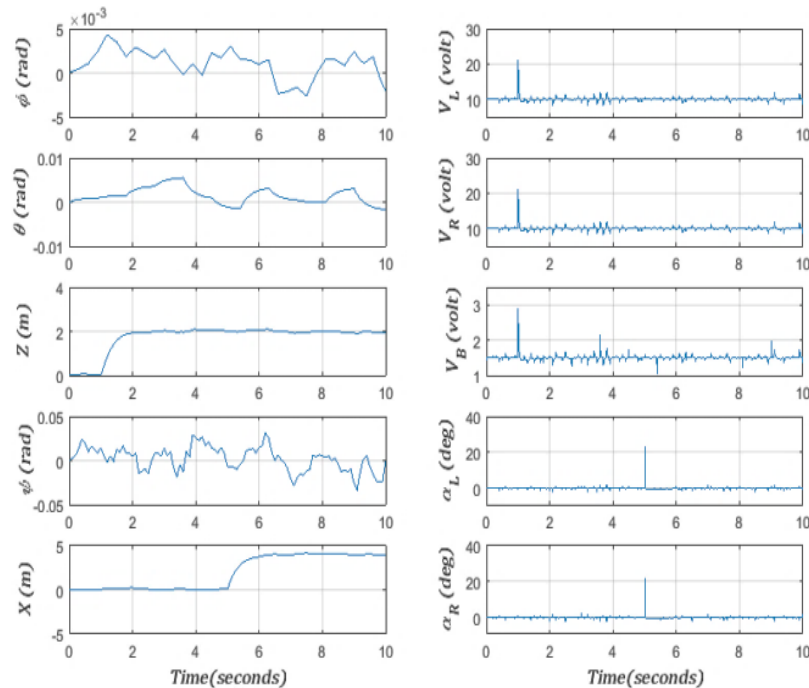 × 10⁻³
5
0
-5
ϕ (rad)
0 2 4 6 8 10
0.01
0
-0.01
θ (rad)
0 2 4 6 8 10
4
2
0
Z (m)
0 2 4 6 8 10
0.05
0
-0.05
ψ (rad)
0 2 4 6 8 10
5
0
-5
X (m)
0 2 4 6 8 10
Time(seconds)
30
20
10
V_L (volt)
0 2 4 6 8 10
30
20
10
V_R (volt)
0 2 4 6 8 10
3
2
1
V_B (volt)
0 2 4 6 8 10
40
20
0
α_L (deg)
0 2 4 6 8 10
40
20
0
α_R (deg)
0 2 4 6 8 10
Time(seconds)